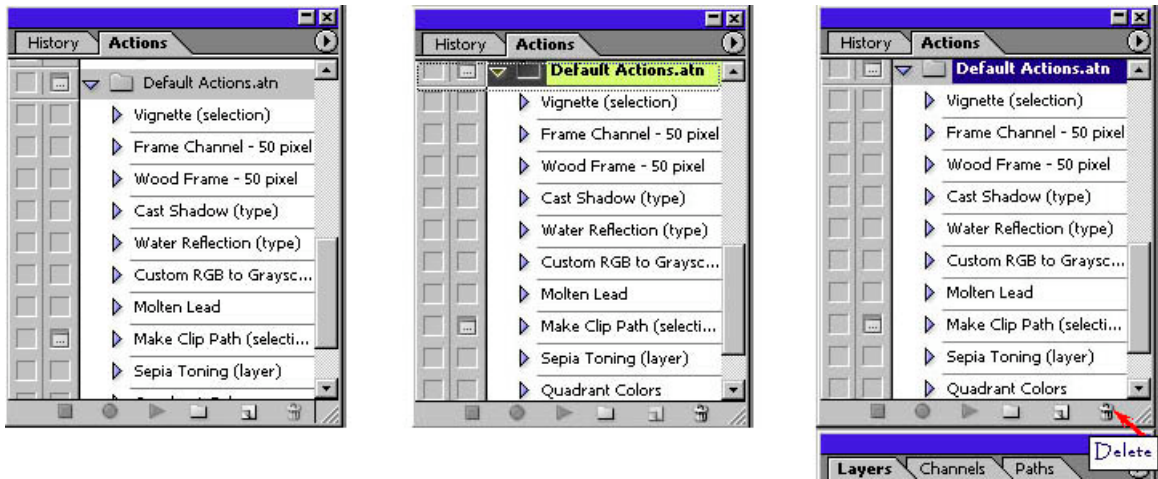 History Actions
Default Actions.atn
Vignette (selection)
Frame Channel - 50 pixel
Wood Frame - 50 pixel
Cast Shadow (type)
Water Reflection (type)
Custom RGB to Graysc...
Molten Lead
Make Clip Path (selecti...
Sepia Toning (layer)
History Actions
Default Actions.atn
Vignette (selection)
Frame Channel - 50 pixel
Wood Frame - 50 pixel
Cast Shadow (type)
Water Reflection (type)
Custom RGB to Graysc...
Molten Lead
Make Clip Path (selecti...
Sepia Toning (layer)
Quadrant Colors
History Actions
Default Actions.atn
Vignette (selection)
Frame Channel - 50 pixel
Wood Frame - 50 pixel
Cast Shadow (type)
Water Reflection (type)
Custom RGB to Graysc...
Molten Lead
Make Clip Path (selecti...
Sepia Toning (layer)
Quadrant Colors
Delete
Layers Channels Paths